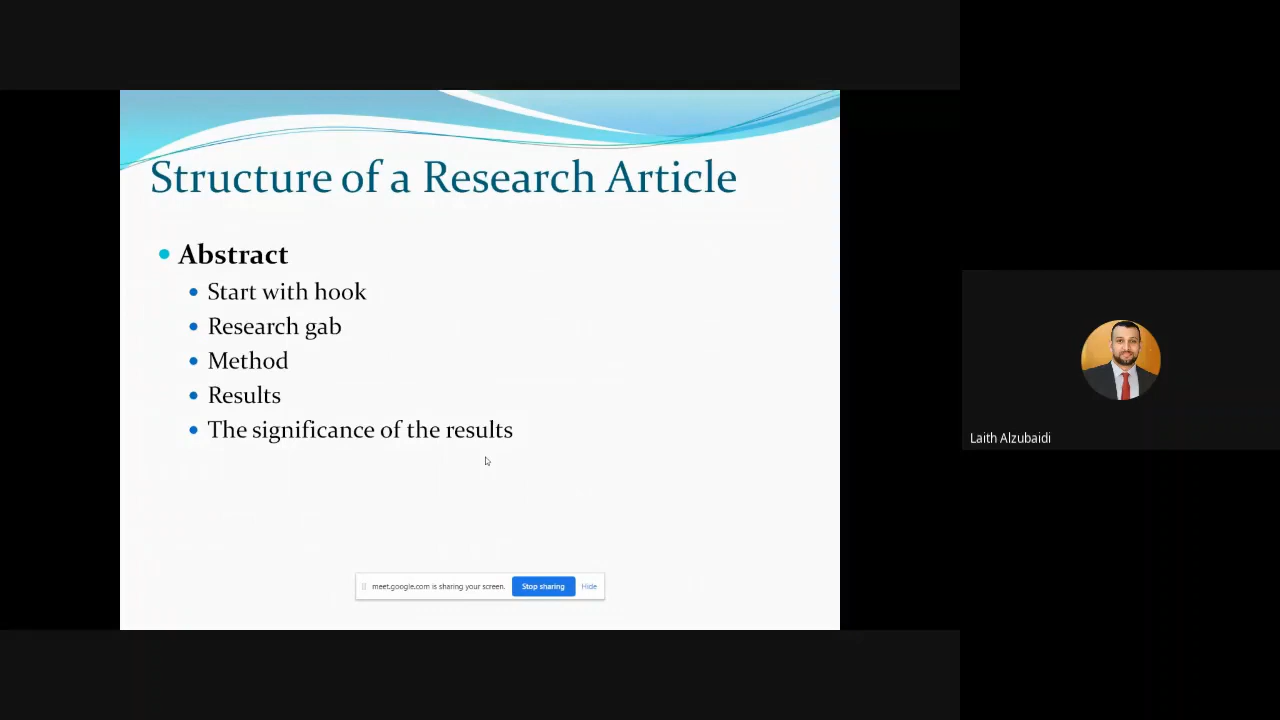 Structure of a Research Article
Abstract
Start with hook
Research gab
Method
Results
The significance of the results
meet.google.com is sharing your screen. Stop sharing Hide
Laith Alzubaidi